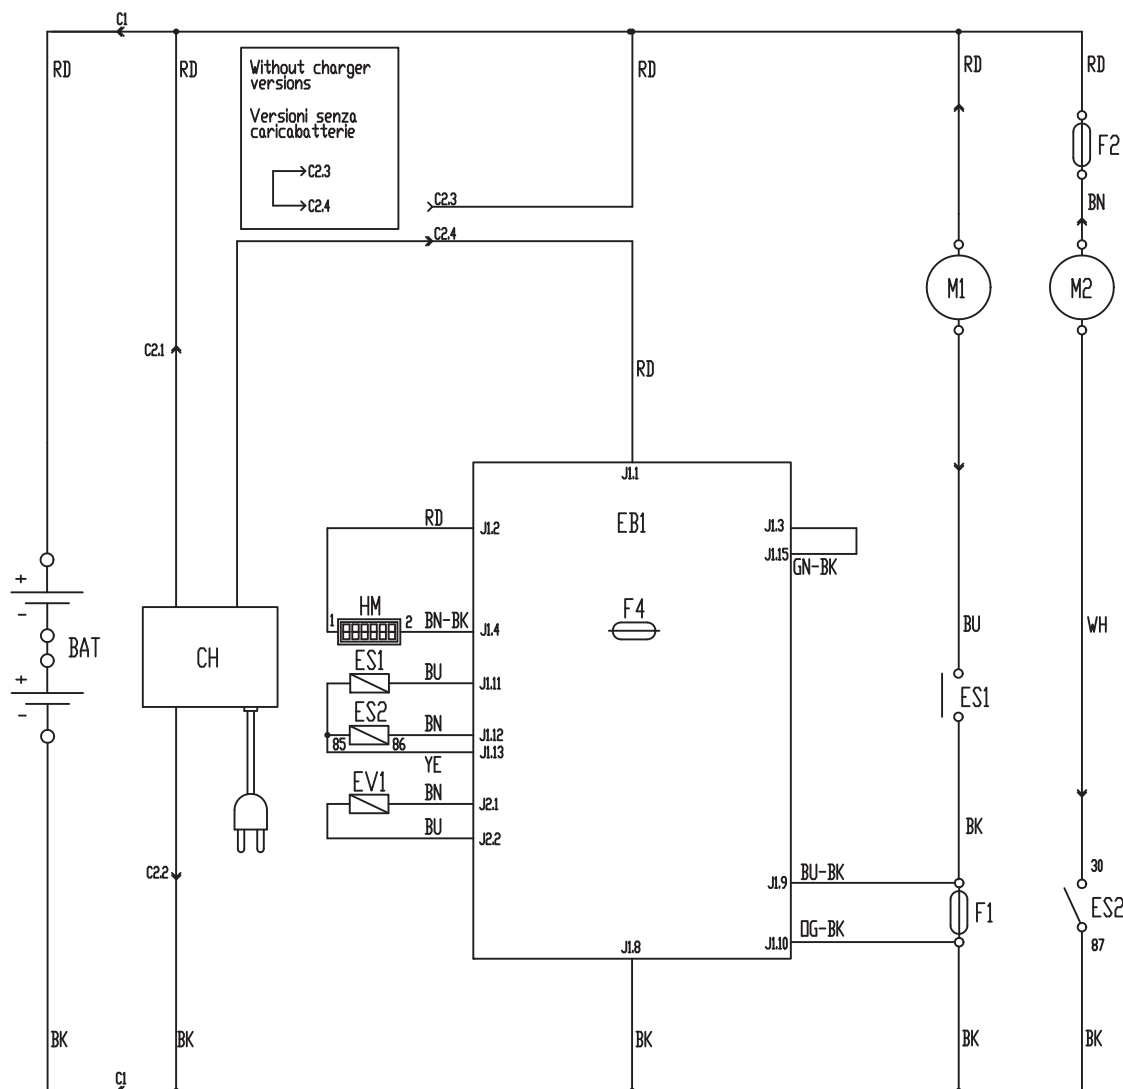 C1
RD
RD
RD
RD
RD
Without charger
versions
Versioni senza
caricabatterie
C2.3
C2.4
C2.3
C2.4
F2
BN
M1
M2
C2.1
RD
J1.1
RD
J1.2
EB1
J1.3
J1.15
GN-BK
HM
1
2
BN-BK
J1.4
F4
BU
WH
+
-
BAT
+
-
CH
ES1
BU
J1.11
ES1
ES2
BN
J1.12
85
86
J1.13
YE
EV1
BN
J2.1
BU
J2.2
BK
C2.2
J1.9
BU-BK
30
F1
ES2
J1.10
OG-BK
87
J1.8
BK
BK
BK
BK
BK
C1